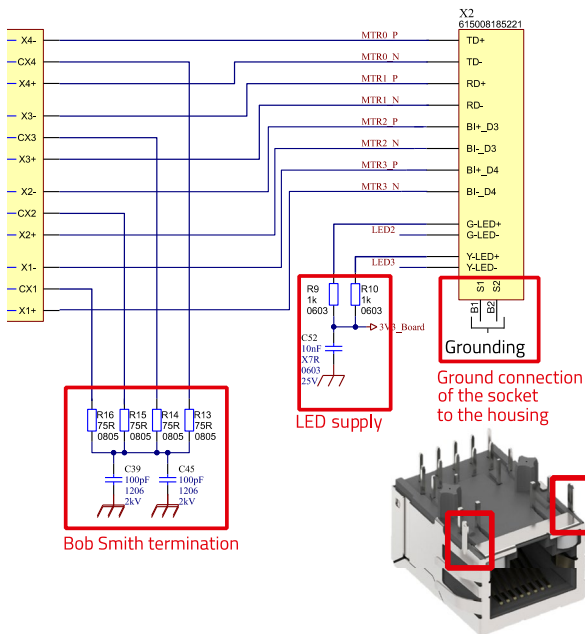 X2
615008185221
X4-
CX4
X4+
X3-
CX3
X3+
X2-
CX2
X2+
X1-
CX1
X1+
MTR0_P
MTR0_N
MTR1_P
MTR1_N
MTR2_P
MTR2_N
MTR3_P
MTR3_N
LED2
LED3
TD+
TD-
RD+
RD-
BI+_D3
BI-_D3
BI+_D4
BI-_D4
G-LED+
G-LED-
Y-LED+
Y-LED-
S1
S2
B1
B2
Grounding
R9
1k
0603
R10
1k
0603
3V3_Board
C52
10nF
X7R
0603
25V
LED supply
Ground connection
of the socket
to the housing
R16
75R
0805
R15
75R
0805
R14
75R
0805
R13
75R
0805
C39
100pF
1206
2kV
C45
100pF
1206
2kV
Bob Smith termination